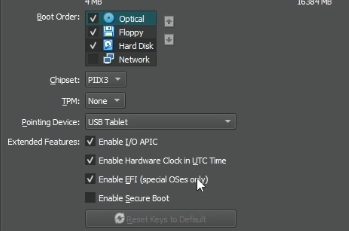 4 MB 16384 MB
Boot Order: Optical
Floppy
Hard Disk
Network
Chipset: PIIX3
TPM: None
Pointing Device: USB Tablet
Extended Features: Enable I/O APIC
Enable Hardware Clock in UTC Time
Enable EFI (special OSes only)
Enable Secure Boot
Reset Keys to Default